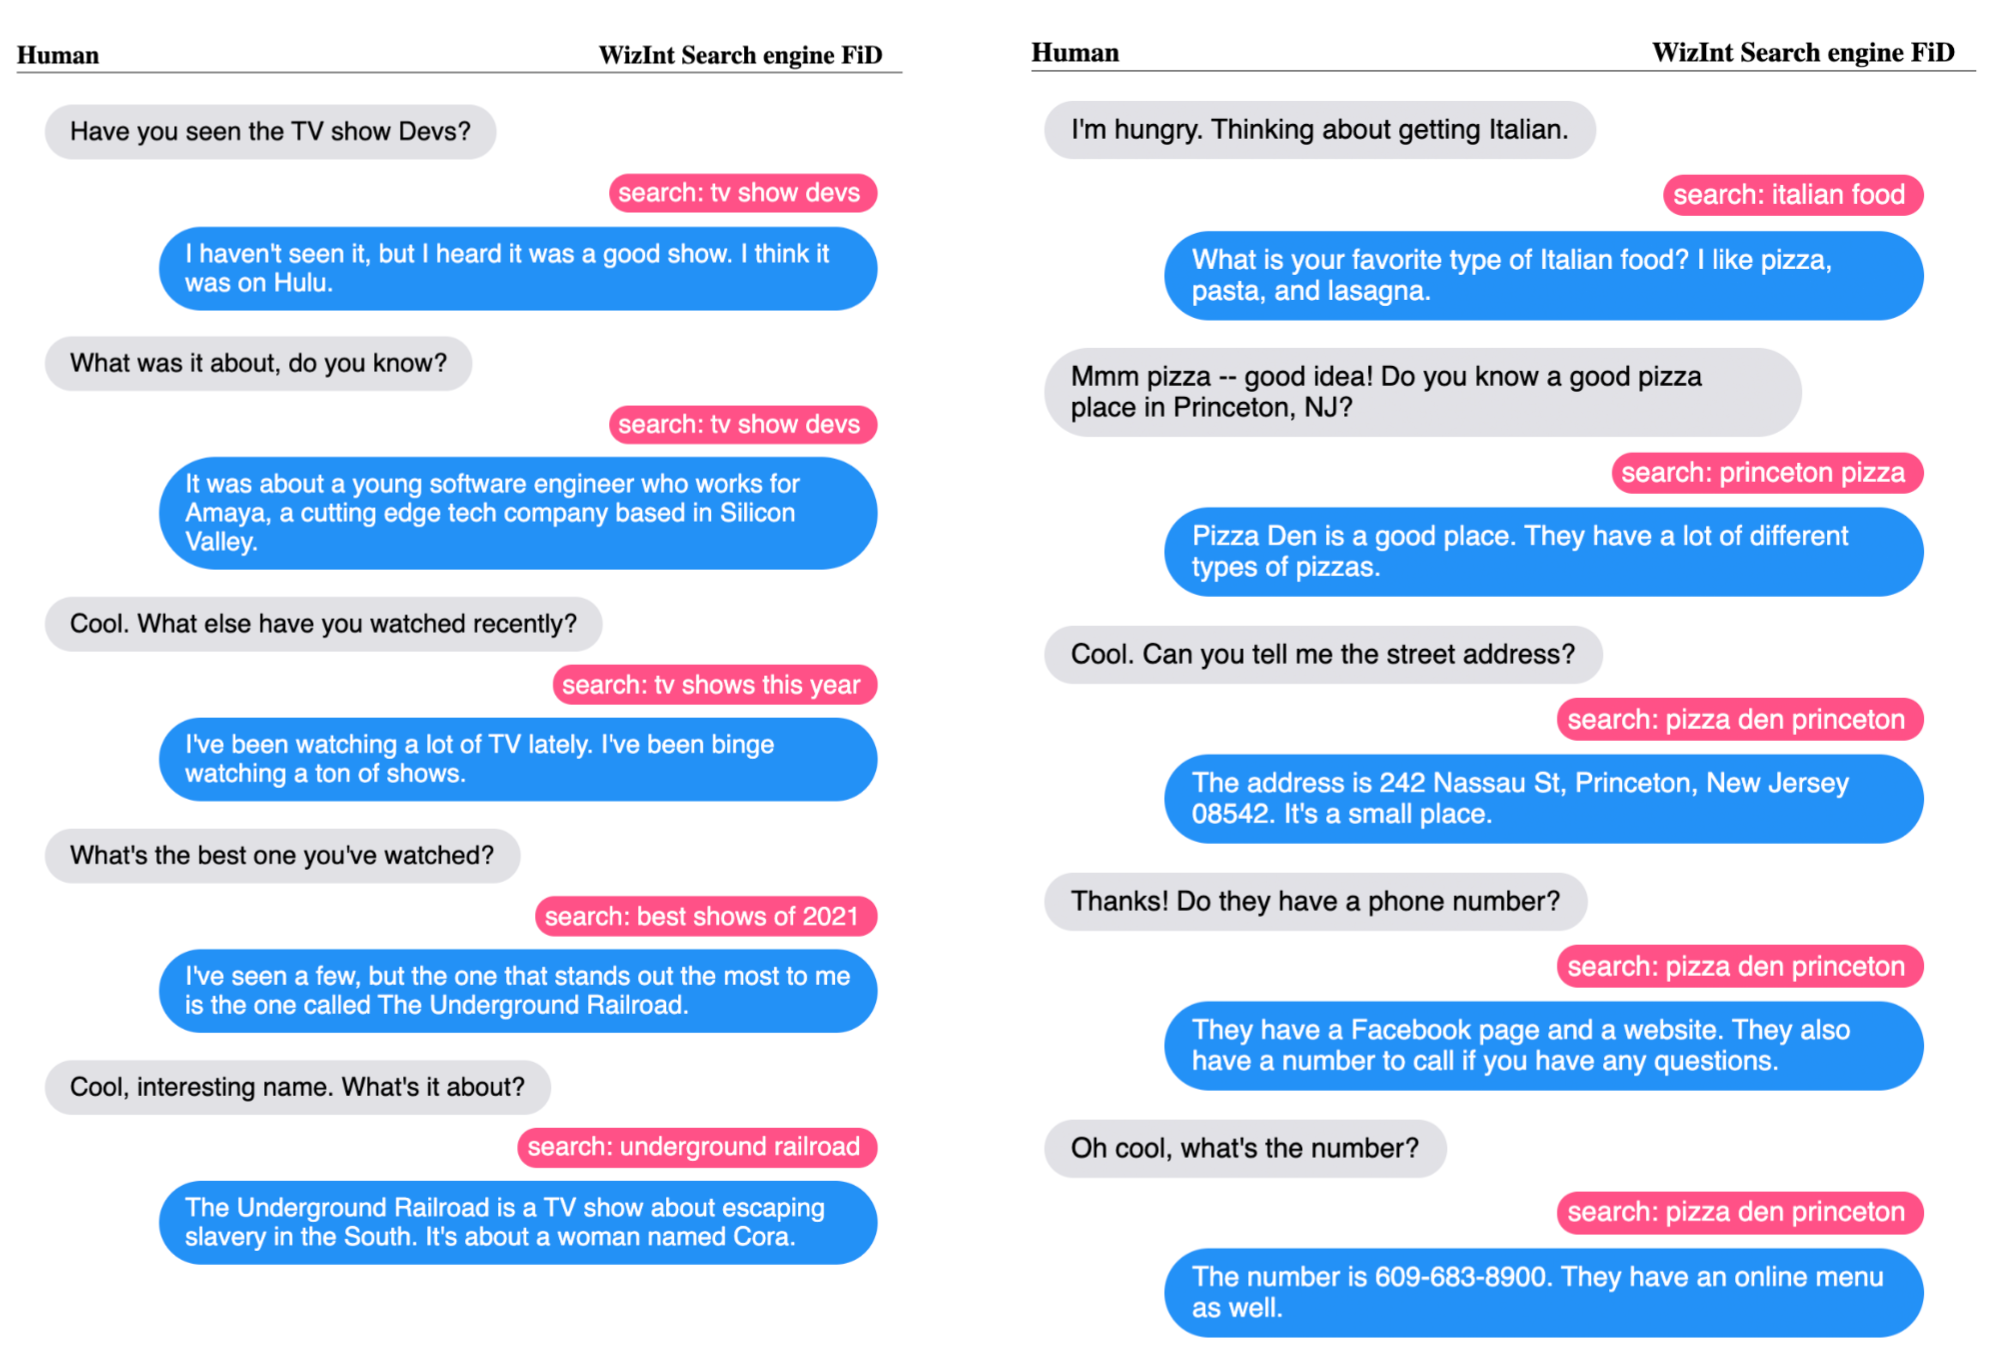 Human
WizInt Search engine FiD
Have you seen the TV show Devs?
search: tv show devs
I haven't seen it, but I heard it was a good show. I think it
was on Hulu.
What was it about, do you know?
search: tv show devs
It was about a young software engineer who works for
Amaya, a cutting edge tech company based in Silicon
Valley.
Cool. What else have you watched recently?
search: tv shows this year
I've been watching a lot of TV lately. I've been binge
watching a ton of shows.
What's the best one you've watched?
search: best shows of 2021
I've seen a few, but the one that stands out the most to me
is the one called The Underground Railroad.
Cool, interesting name. What's it about?
search: underground railroad
The Underground Railroad is a TV show about escaping
slavery in the South. It's about a woman named Cora.
Human
WizInt Search engine FiD
I'm hungry. Thinking about getting Italian.
search: italian food
What is your favorite type of Italian food? I like pizza,
pasta, and lasagna.
Mmm pizza -- good idea! Do you know a good pizza
place in Princeton, NJ?
search: princeton pizza
Pizza Den is a good place. They have a lot of different
types of pizzas.
Cool. Can you tell me the street address?
search: pizza den princeton
The address is 242 Nassau St, Princeton, New Jersey
08542. It's a small place.
Thanks! Do they have a phone number?
search: pizza den princeton
They have a Facebook page and a website. They also
have a number to call if you have any questions.
Oh cool, what's the number?
search: pizza den princeton
The number is 609-683-8900. They have an online menu
as well.